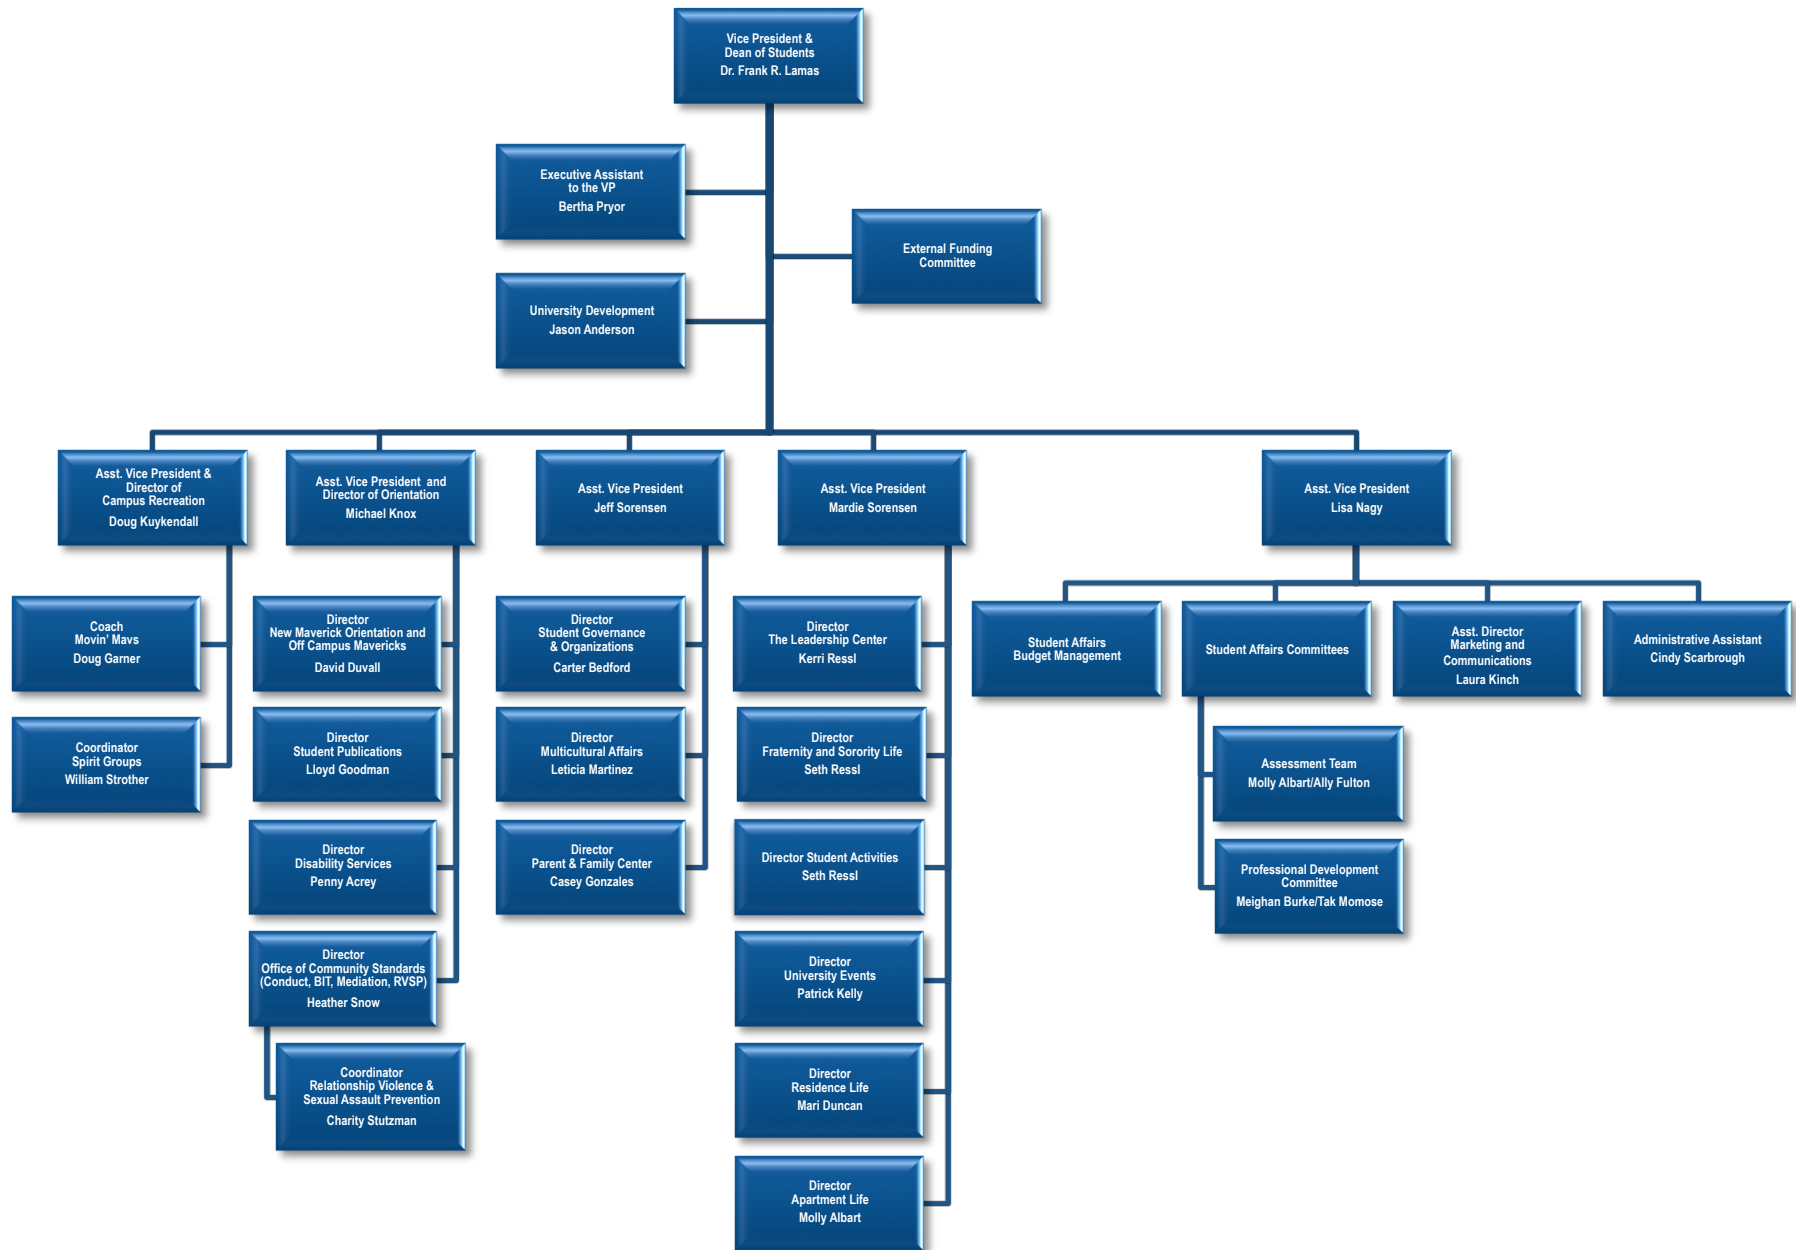 Vice President &
Dean of Students
Dr. Frank R. Lamas
Executive Assistant
to the VP
Bertha Pryor
External Funding
Committee
University Development
Jason Anderson
Asst. Vice President &
Director of
Campus Recreation
Doug Kuykendall
Asst. Vice President and
Director of Orientation
Michael Knox
Asst. Vice President
Jeff Sorensen
Asst. Vice President
Mardie Sorensen
Asst. Vice President
Lisa Nagy
Coach
Movin' Mavs
Doug Garner
Coordinator
Spirit Groups
William Strother
Director
New Maverick Orientation and
Off Campus Mavericks
David Duvall
Director
Student Publications
Lloyd Goodman
Director
Disability Services
Penny Acrey
Director
Office of Community Standards
(Conduct, BIT, Mediation, RVSP)
Heather Snow
Coordinator
Relationship Violence &
Sexual Assault Prevention
Charity Stutzman
Director
Student Governance
& Organizations
Carter Bedford
Director
Multicultural Affairs
Leticia Martinez
Director
Parent & Family Center
Casey Gonzales
Director
The Leadership Center
Kerri Ressl
Director
Fraternity and Sorority Life
Seth Ressl
Director Student Activities
Seth Ressl
Director
University Events
Patrick Kelly
Director
Residence Life
Mari Duncan
Director
Apartment Life
Molly Albart
Student Affairs
Budget Management
Student Affairs Committees
Asst. Director
Marketing and
Communications
Laura Kinch
Administrative Assistant
Cindy Scarbrough
Assessment Team
Molly Albart/Ally Fulton
Professional Development
Committee
Meighan Burke/Tak Momose